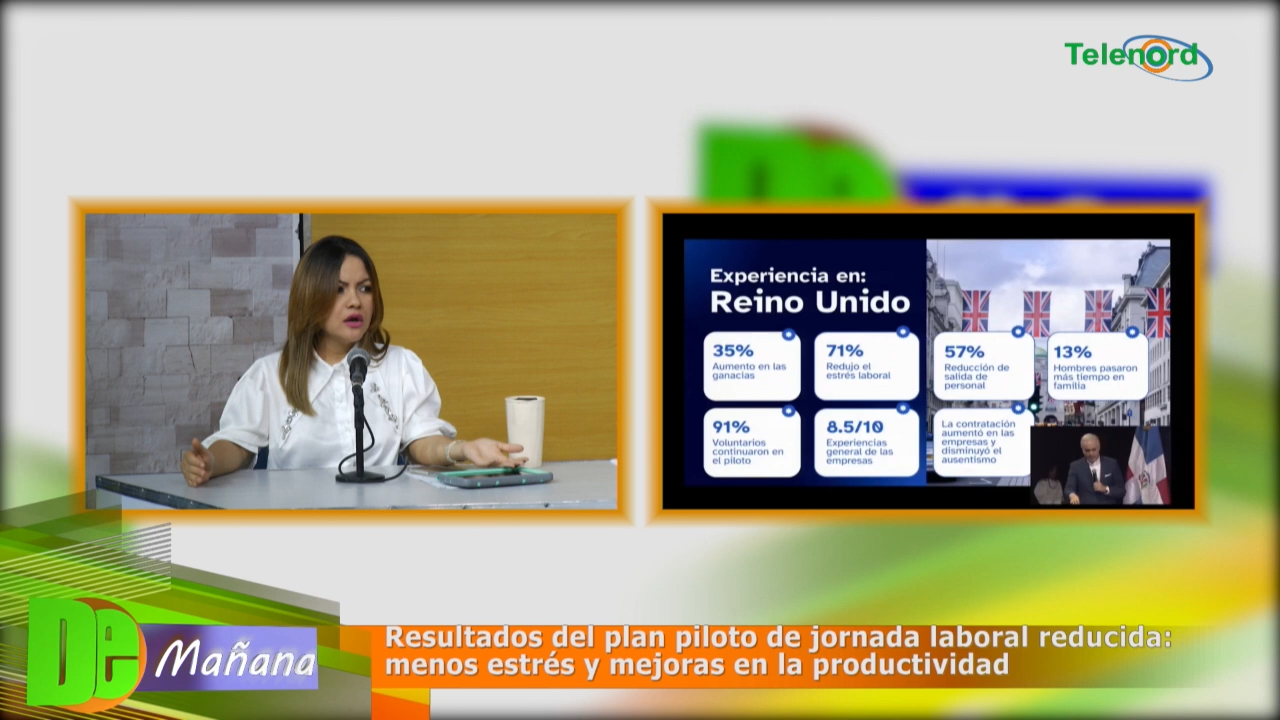 Telenord
Experiencia en:
Reino Unido
35%
Aumento en las
ganacias
71%
Redujo el
estrés laboral
57%
Reducción de
salida de
personal
13%
Hombres pasaron
más tiempo en
familia
91%
Voluntarios
continuaron en
el piloto
8.5/10
Experiencias
general de las
empresas
La contratación
aumentó en las
empresas y
disminuyó el
ausentismo
De
Mañana
Resultados del plan piloto de jornada laboral reducida:
menos estrés y mejoras en la productividad